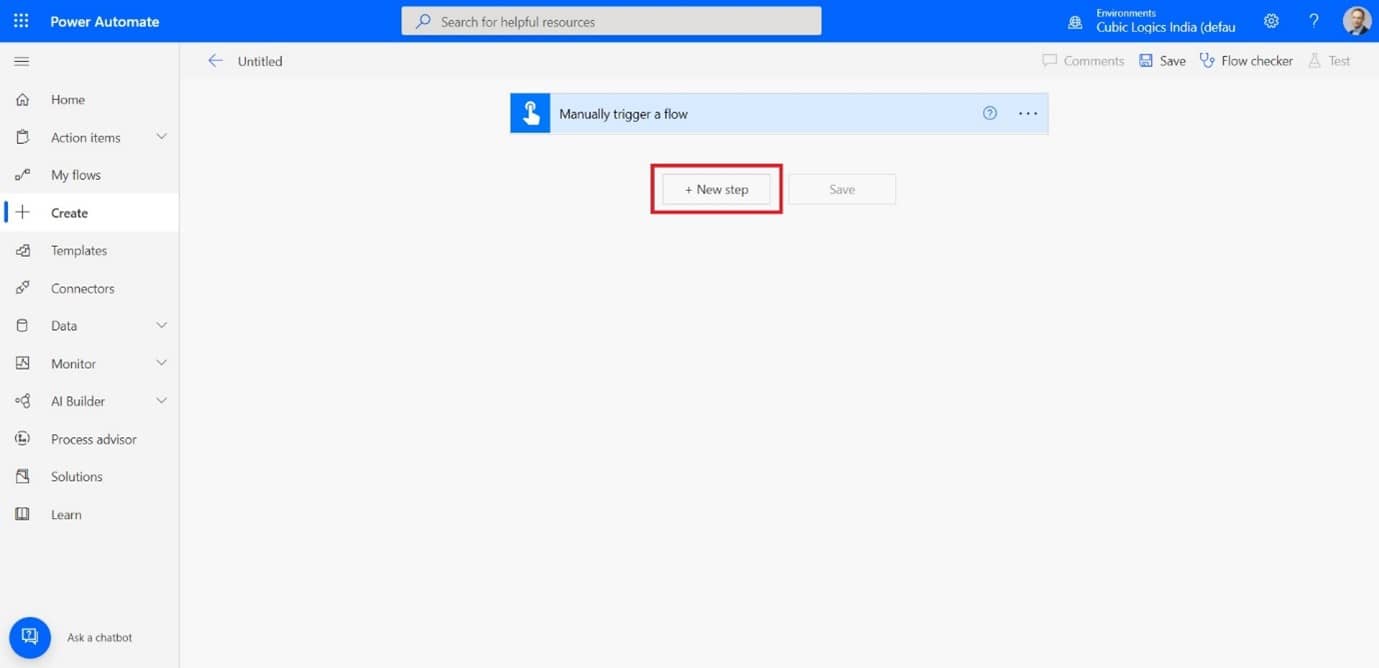 Power Automate
Search for helpful resources
Environments
Cubic Logics India (defau
?
Untitled
Comments
Save
Flow checker
Test
Home
Action items
My flows
Create
Templates
Connectors
Data
Monitor
AI Builder
Process advisor
Solutions
Learn
Ask a chatbot
Manually trigger a flow
?
...
+ New step
Save